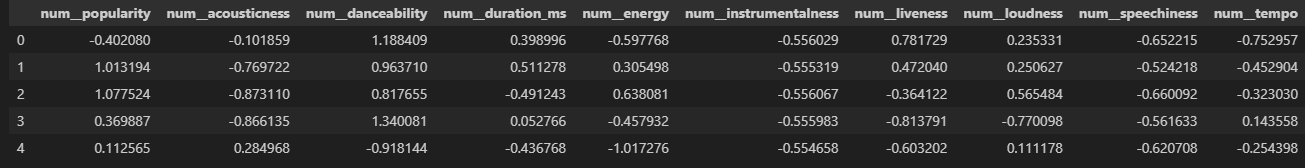 num__popularity num__acousticness num__danceability num__duration_ms num__energy num__instrumentalness num__liveness num__loudness num__speechiness num__tempo
0 -0.402080 -0.101859 1.188409 0.398996 -0.597768 -0.556029 0.781729 0.235331 -0.652215 -0.752957
1 1.013194 -0.769722 0.963710 0.511278 0.305498 -0.555319 0.472040 0.250627 -0.524218 -0.452904
2 1.077524 -0.873110 0.817655 -0.491243 0.638081 -0.556067 -0.364122 0.565484 -0.660092 -0.323030
3 0.369887 -0.866135 1.340081 0.052766 -0.457932 -0.555983 -0.813791 -0.770098 -0.561633 0.143558
4 0.112565 0.284968 -0.918144 -0.436768 -1.017276 -0.554658 -0.603202 0.111178 -0.620708 -0.254398